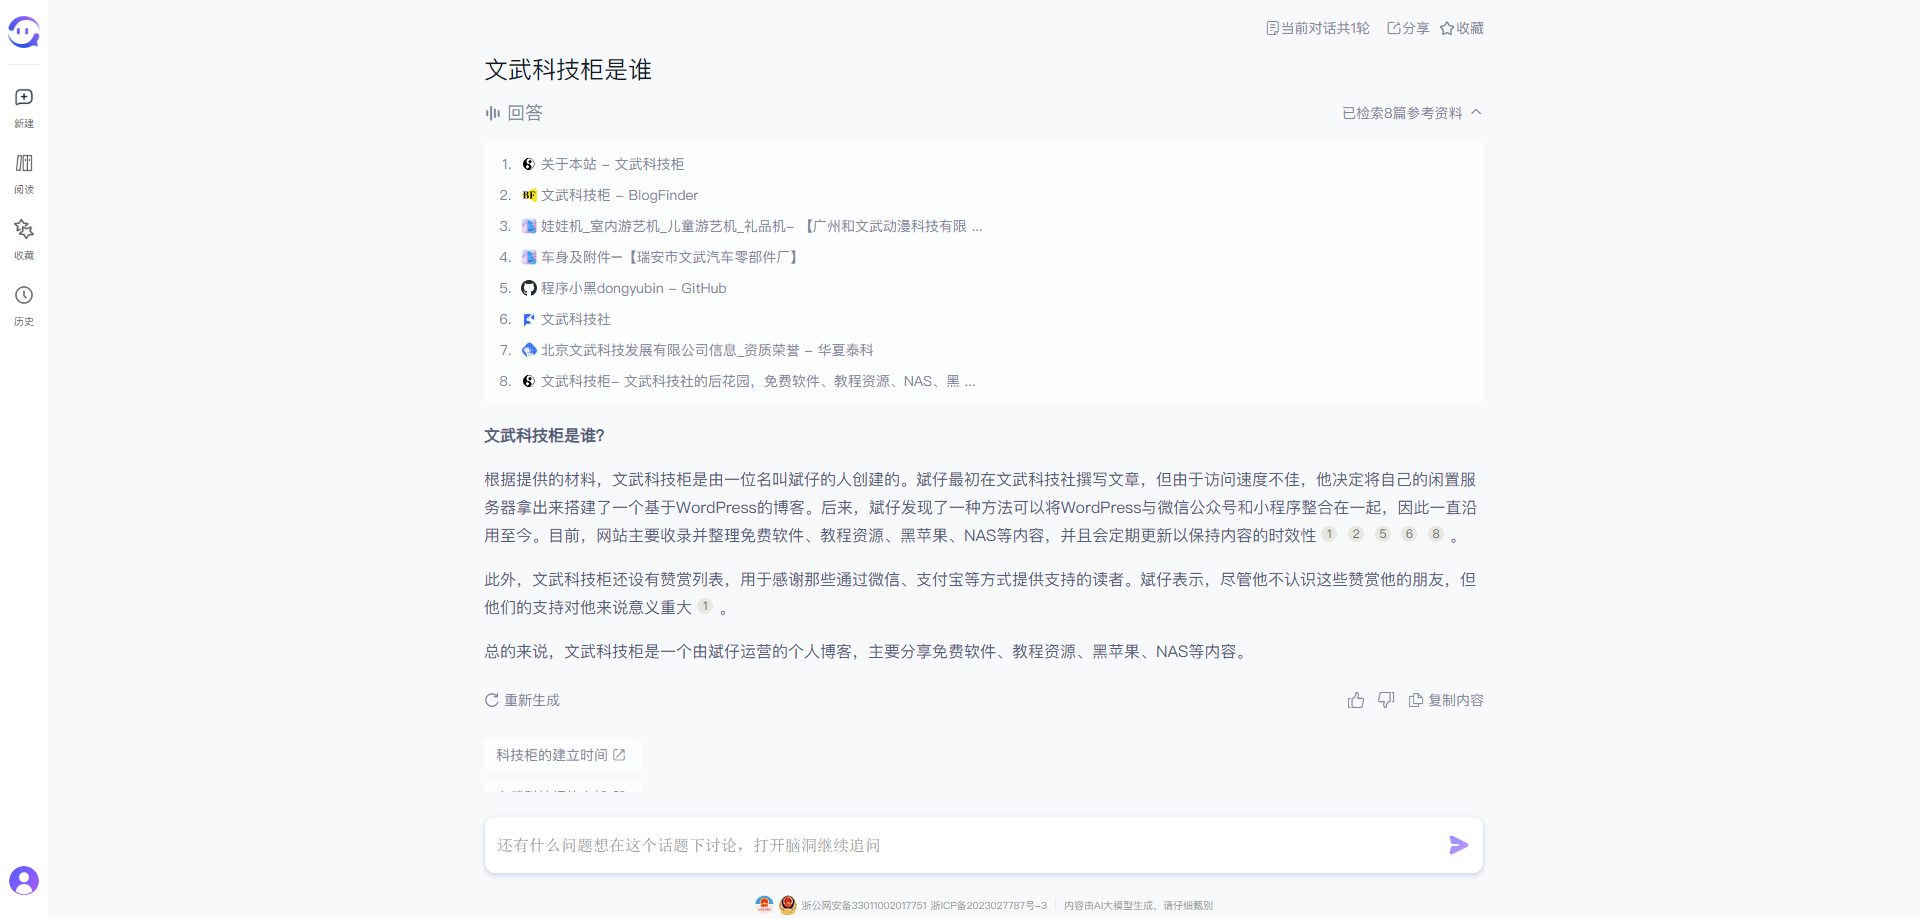 当前对话共1轮 分享 收藏
新建
阅读
收藏
历史
文武科技柜是谁
回答
已检索8篇参考资料
1. 关于本站 - 文武科技柜
2. 文武科技柜 - BlogFinder
3. 娃娃机_室内游艺机_儿童游艺机_礼品机- 【广州和文武动漫科技有限 ...
4. 车身及附件—【瑞安市文武汽车零部件厂】
5. 程序小黑dongyubin - GitHub
6. 文武科技社
7. 北京文武科技发展有限公司信息_资质荣誉 - 华夏泰科
8. 文武科技柜- 文武科技社的后花园，免费软件、教程资源、NAS、黑 ...
文武科技柜是谁?
根据提供的材料，文武科技柜是由一位名叫斌仔的人创建的。斌仔最初在文武科技社撰写文章，但由于访问速度不佳，他决定将自己的闲置服
务器拿出来搭建了一个基于WordPress的博客。后来，斌仔发现了一种方法可以将WordPress与微信公众号和小程序整合在一起，因此一直沿
用至今。目前，网站主要收录并整理免费软件、教程资源、黑苹果、NAS等内容，并且会定期更新以保持内容的时效性 1 2 5 6 8 。
此外，文武科技柜还设有赞赏列表，用于感谢那些通过微信、支付宝等方式提供支持的读者。斌仔表示，尽管他不认识这些赞赏他的朋友，但
他们的支持对他来说意义重大 1 。
总的来说，文武科技柜是一个由斌仔运营的个人博客，主要分享免费软件、教程资源、黑苹果、NAS等内容。
重新生成
复制内容
科技柜的建立时间
还有什么问题想在这个话题下讨论，打开脑洞继续追问
浙公网安备33011002017751 浙ICP备2023027787号-3 内容由AI大模型生成，请仔细甄别